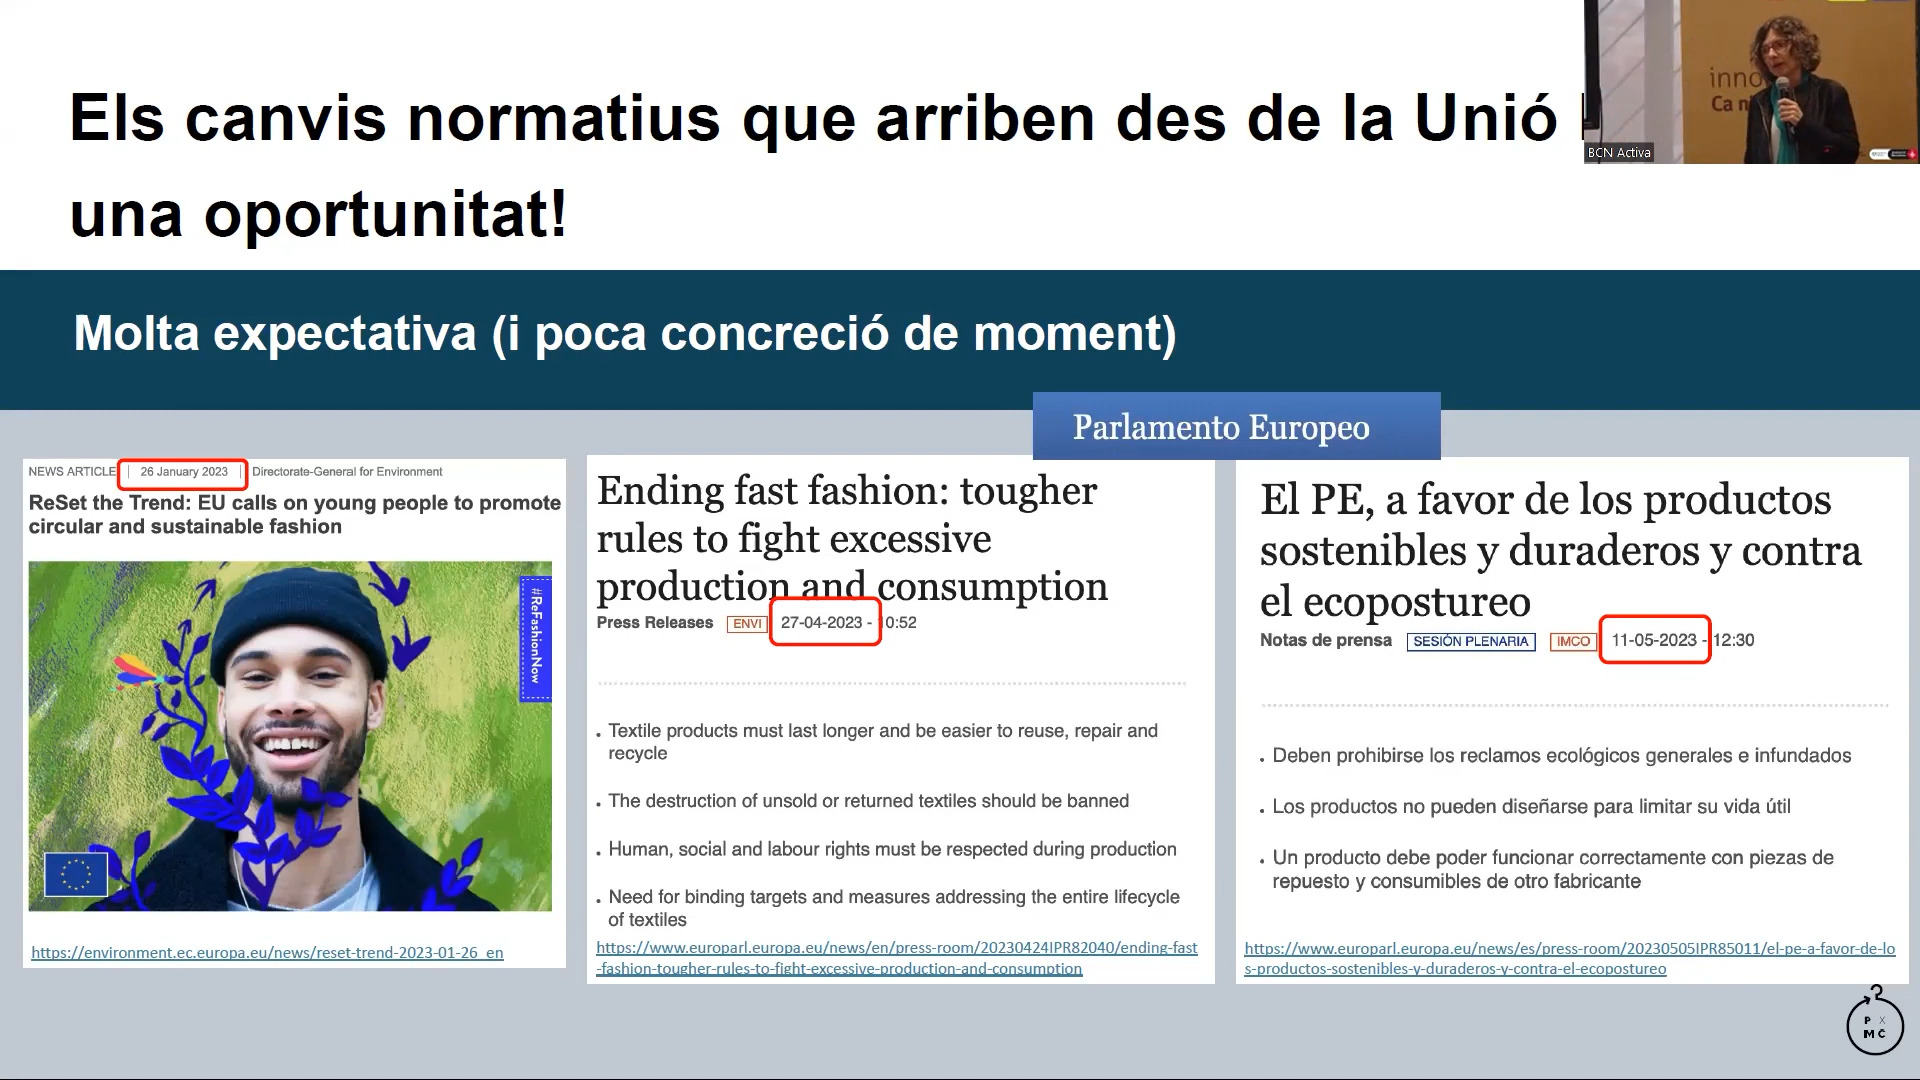 Els canvis normatius que arriben des de la Unió
una oportunitat!
inno
Ca n
BCN Activa
Molta expectativa (i poca concreció de moment)
Parlamento Europeo
NEWS ARTICLE | 26 January 2023 | Directorate-General for Environment
ReSet the Trend: EU calls on young people to promote
circular and sustainable fashion
#ReFashionNow
https://environment.ec.europa.eu/news/reset-trend-2023-01-26_en
Ending fast fashion: tougher
rules to fight excessive
production and consumption
Press Releases ENVI 27-04-2023 - 0:52
• Textile products must last longer and be easier to reuse, repair and
recycle
• The destruction of unsold or returned textiles should be banned
• Human, social and labour rights must be respected during production
• Need for binding targets and measures addressing the entire lifecycle
of textiles
https://www.europarl.europa.eu/news/en/press-room/20230424IPR82040/ending-fast
-fashion-tougher-rules-to-fight-excessive-production-and-consumption
El PE, a favor de los productos
sostenibles y duraderos y contra
el ecopostureo
Notas de prensa SESIÓN PLENARIA IMCO 11-05-2023 - 12:30
• Deben prohibirse los reclamos ecológicos generales e infundados
• Los productos no pueden diseñarse para limitar su vida útil
• Un producto debe poder funcionar correctamente con piezas de
repuesto y consumibles de otro fabricante
https://www.europarl.europa.eu/news/es/press-room/20230505IPR85011/el-pe-a-favor-de-lo
s-productos-sostenibles-y-duraderos-y-contra-el-ecopostureo
P X
M C